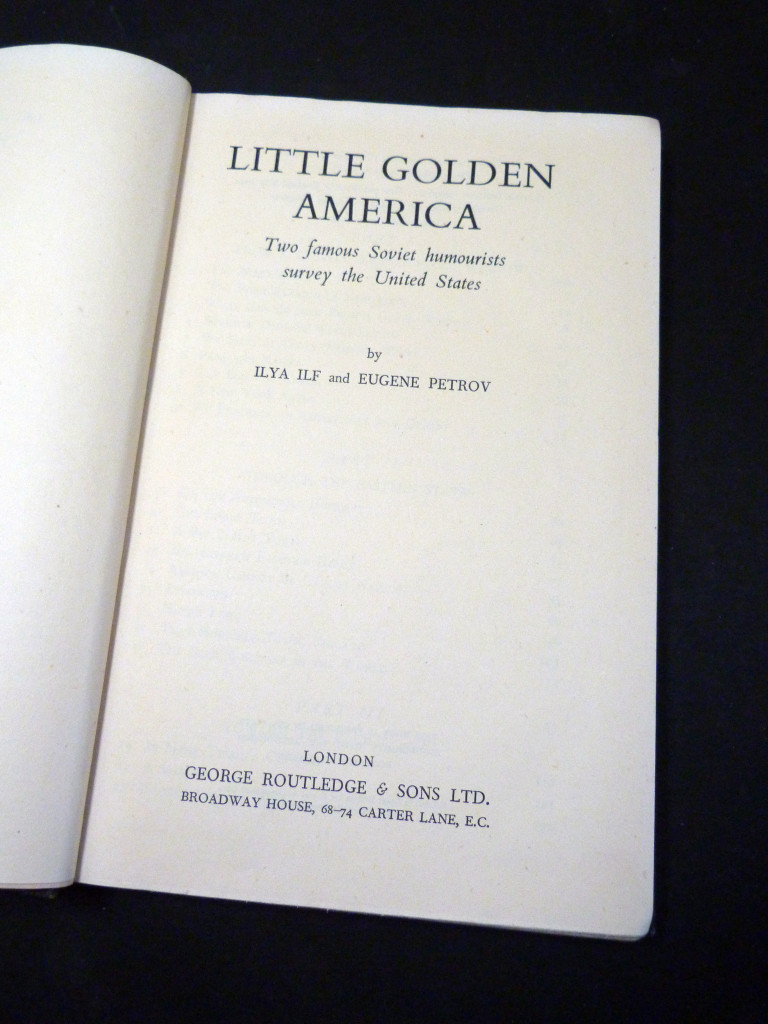 LITTLE GOLDEN
AMERICA
Two famous Soviet humourists
survey the United States
by
ILYA ILF and EUGENE PETROV
LONDON
GEORGE ROUTLEDGE & SONS LTD.
BROADWAY HOUSE, 68–74 CARTER LANE, E.C.